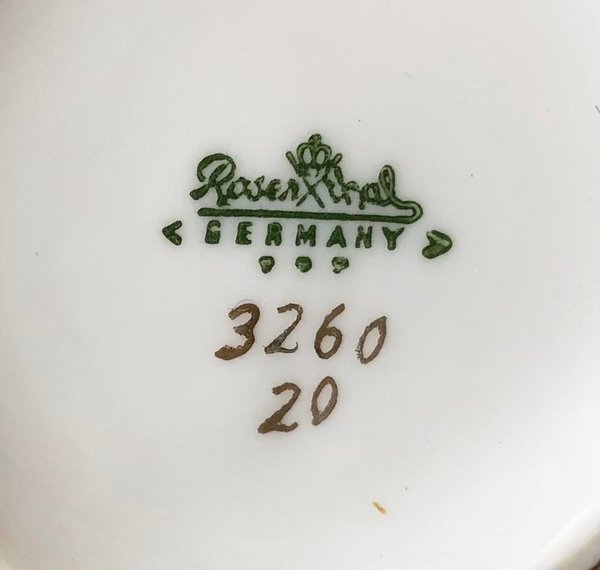 Rosenthal
< GERMANY >
3260
20